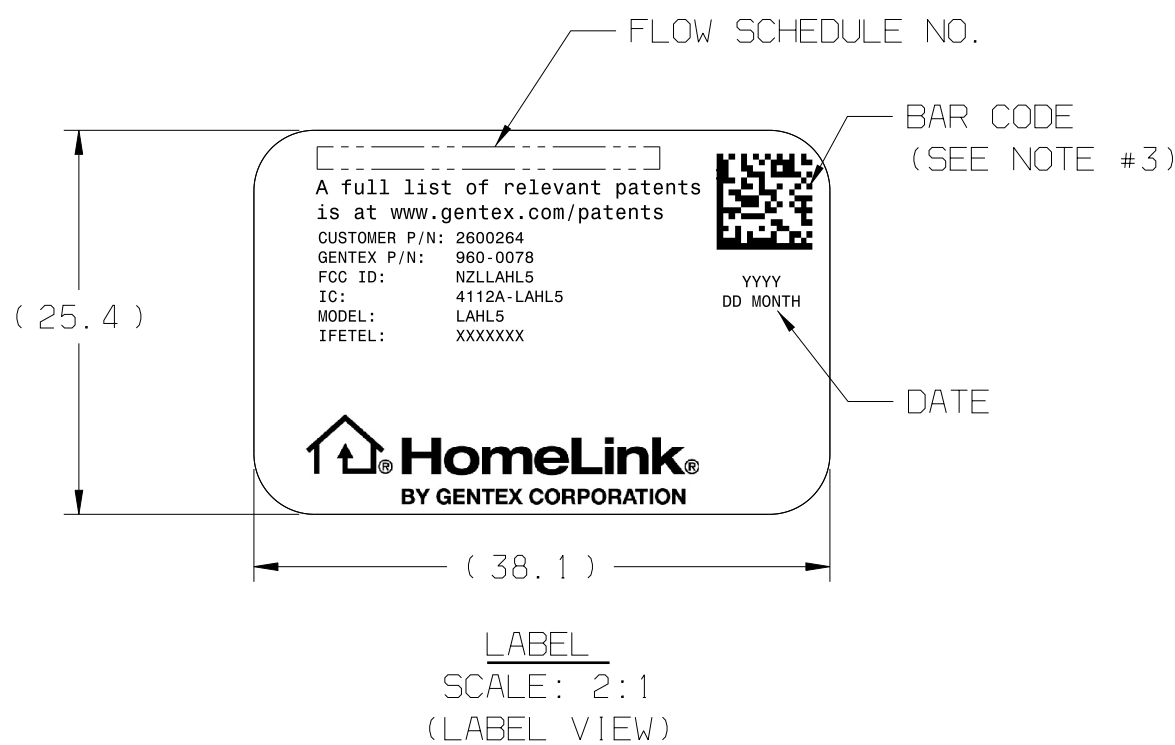 FLOW SCHEDULE NO.
BAR CODE
(SEE NOTE #3)
A full list of relevant patents
is at www.gentex.com/patents
CUSTOMER P/N: 2600264
GENTEX P/N: 960-0078
FCC ID: NZLLAHL5
IC: 4112A-LAHL5
MODEL: LAHL5
IFETEL: XXXXXXX
YYYY
DD MONTH
(25.4)
DATE
® HomeLink®
BY GENTEX CORPORATION
(38.1)
LABEL
SCALE: 2:1
(LABEL VIEW)